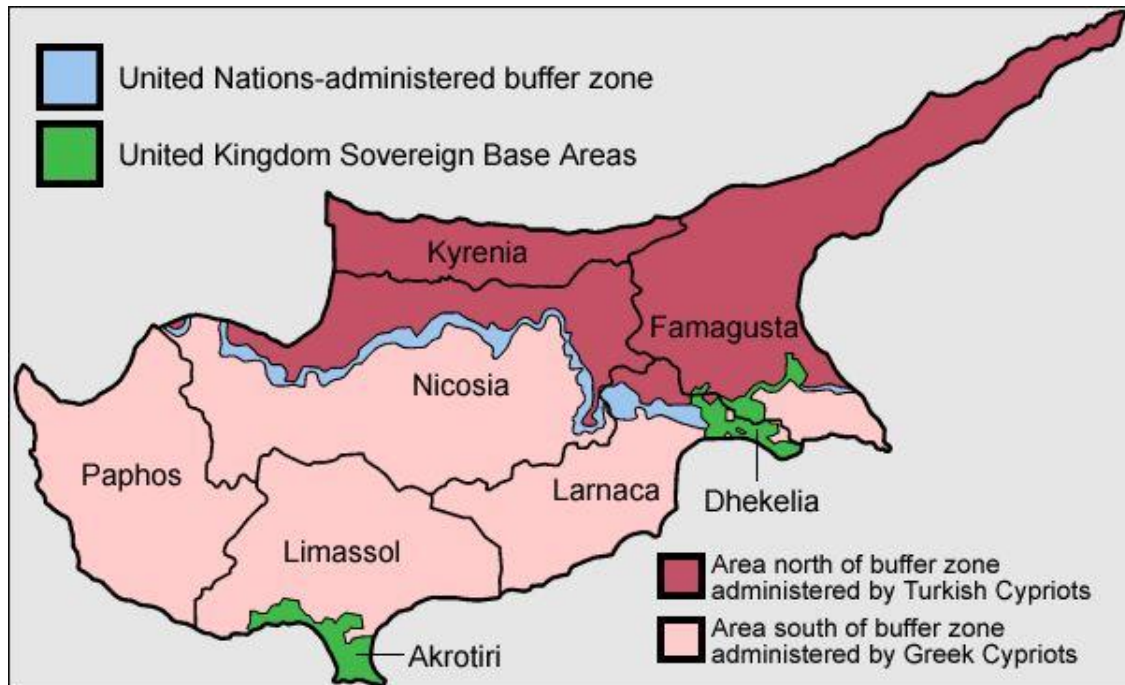 United Nations-administered buffer zone
United Kingdom Sovereign Base Areas
Kyrenia
Famagusta
Nicosia
Paphos
Larnaca
Dhekelia
Limassol
Akrotiri
Area north of buffer zone
administered by Turkish Cypriots
Area south of buffer zone
administered by Greek Cypriots